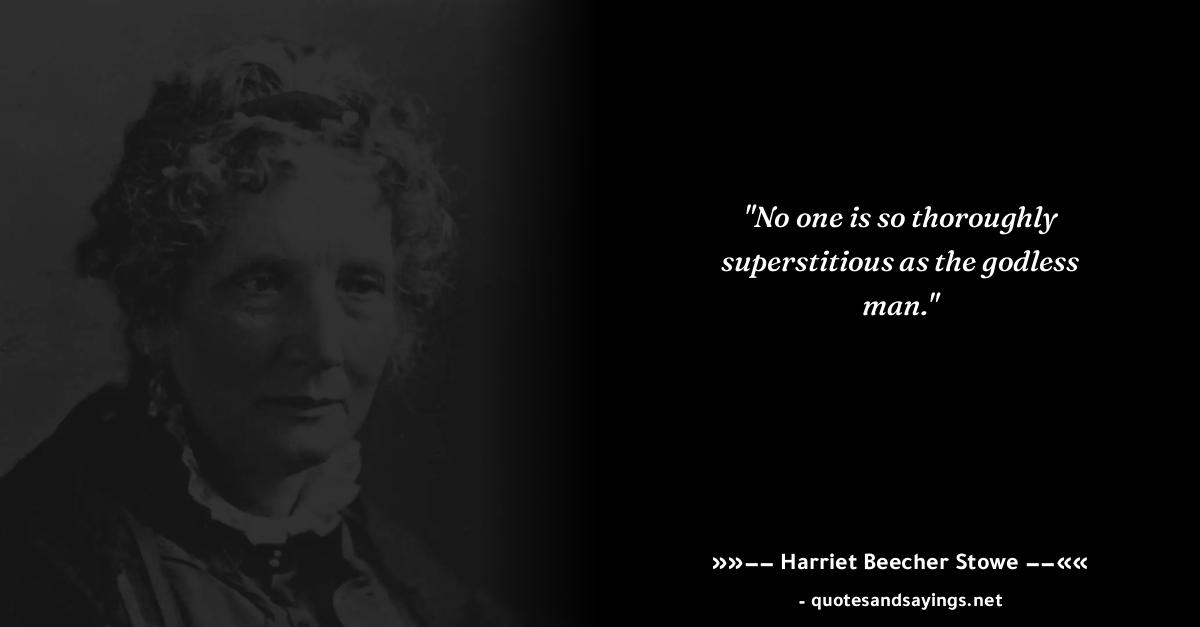 "No one is so thoroughly
superstitious as the godless
man."
»»−− Harriet Beecher Stowe −−««
- quotesandsayings.net